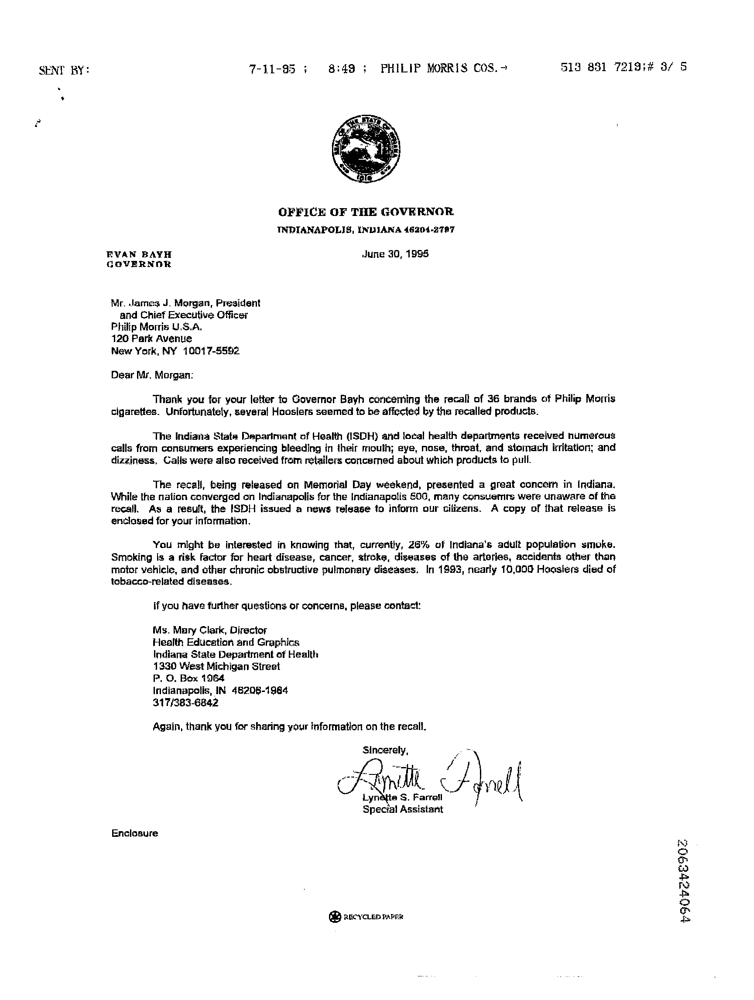 SENT BY: 7-11-95 ; 8:49 ; PHILIP MORRIS COS.→ 513 831 7219;# 3/ 5
SEAL OF THE STATE OF INDIANA
1816
OFFICE OF THE GOVERNOR
INDIANAPOLIS, INDIANA 46204-2797
EVAN BAYH
GOVERNOR
June 30, 1995
Mr. James J. Morgan, President
and Chief Executive Officer
Philip Morris U.S.A.
120 Park Avenue
New York, NY 10017-5592
Dear Mr. Morgan:
Thank you for your letter to Governor Bayh concerning the recall of 36 brands of Philip Morris
cigarettes. Unfortunately, several Hoosiers seemed to be affected by the recalled products.
The Indiana State Department of Health (ISDH) and local health departments received numerous
calls from consumers experiencing bleeding in their mouth; eye, nose, throat, and stomach irritation; and
dizziness. Calls were also received from retailers concerned about which products to pull.
The recall, being released on Memorial Day weekend, presented a great concern in Indiana.
While the nation converged on Indianapolis for the Indianapolis 500, many consuemrs were unaware of the
recall. As a result, the ISDH issued a news release to inform our citizens. A copy of that release is
enclosed for your information.
You might be interested in knowing that, currently, 26% of Indiana's adult population smoke.
Smoking is a risk factor for heart disease, cancer, stroke, diseases of the arteries, accidents other than
motor vehicle, and other chronic obstructive pulmonary diseases. In 1993, nearly 10,000 Hoosiers died of
tobacco-related diseases.
If you have further questions or concerns, please contact:
Ms. Mary Clark, Director
Health Education and Graphics
Indiana State Department of Health
1330 West Michigan Street
P. O. Box 1964
Indianapolis, IN 46206-1964
317/383-6842
Again, thank you for sharing your information on the recall.
Sincerely,
Lynette Farrell
Lynette S. Farrell
Special Assistant
Enclosure
2063424064
RECYCLED PAPER